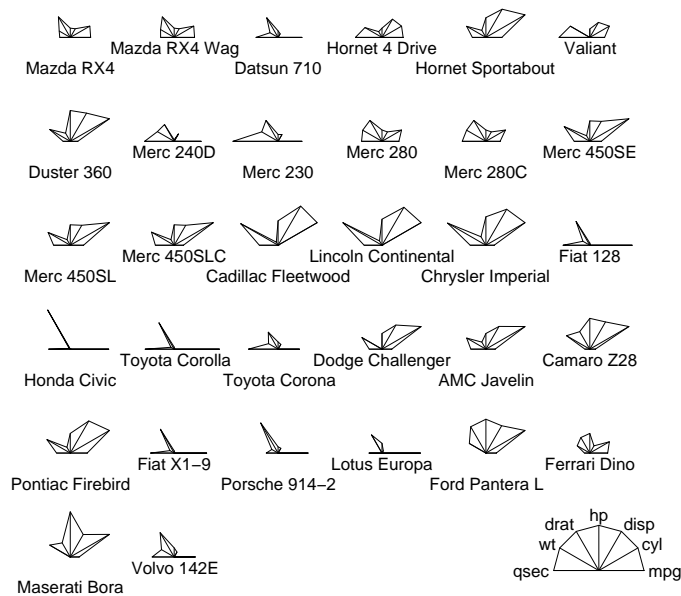 Mazda RX4
Mazda RX4 Wag
Datsun 710
Hornet 4 Drive
Hornet Sportabout
Valiant
Duster 360
Merc 240D
Merc 230
Merc 280
Merc 280C
Merc 450SE
Merc 450SL
Merc 450SLC
Cadillac Fleetwood
Lincoln Continental
Chrysler Imperial
Fiat 128
Honda Civic
Toyota Corolla
Toyota Corona
Dodge Challenger
AMC Javelin
Camaro Z28
Pontiac Firebird
Fiat X1−9
Porsche 914−2
Lotus Europa
Ford Pantera L
Ferrari Dino
Maserati Bora
Volvo 142E
mpg
cyl
disp
hp
drat
wt
qsec